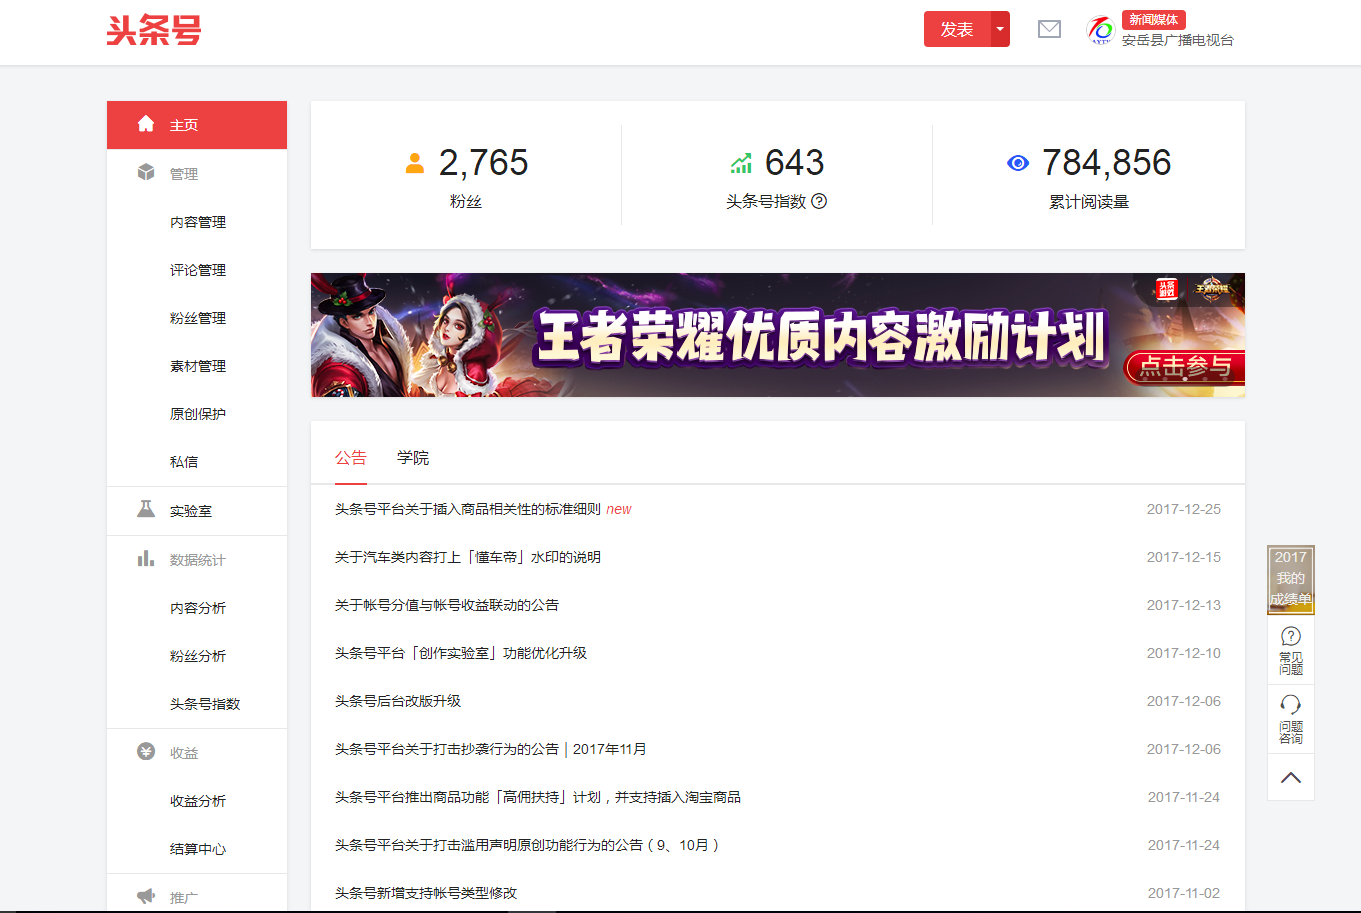 头条号
发表
新闻媒体
安岳县广播电视台
主页
管理
内容管理
评论管理
粉丝管理
素材管理
原创保护
私信
实验室
数据统计
内容分析
粉丝分析
头条号指数
收益
收益分析
结算中心
推广
2,765
粉丝
643
头条号指数
784,856
累计阅读量
王者荣耀优质内容激励计划
头条游戏
王者荣耀
点击参与
公告 学院
头条号平台关于插入商品相关性的标准细则 new 2017-12-25
关于汽车类内容打上「懂车帝」水印的说明 2017-12-15
关于帐号分值与帐号收益联动的公告 2017-12-13
头条号平台「创作实验室」功能优化升级 2017-12-10
头条号后台改版升级 2017-12-06
头条号平台关于打击抄袭行为的公告│2017年11月 2017-12-06
头条号平台推出商品功能「高佣扶持」计划，并支持插入淘宝商品 2017-11-24
头条号平台关于打击滥用声明原创功能行为的公告（9、10月） 2017-11-24
头条号新增支持帐号类型修改 2017-11-02
2017
我的
成绩单
常见
问题
问题
咨询